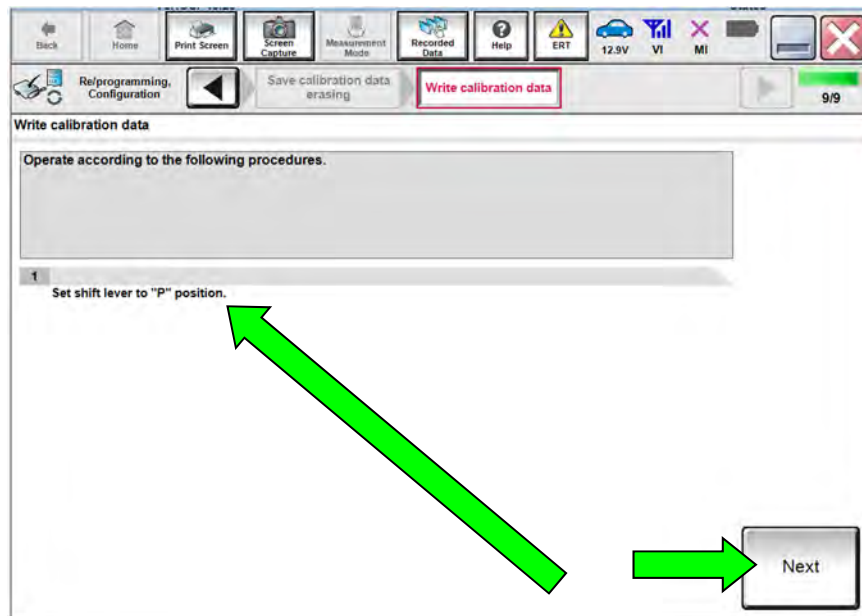 Back
Home
Print Screen
Screen
Capture
Measurement
Mode
Recorded
Data
Help
ERT
12.9V
VI
MI
Re/programming,
Configuration
Save calibration data
erasing
Write calibration data
9/9
Write calibration data
Operate according to the following procedures.
1
Set shift lever to "P" position.
Next